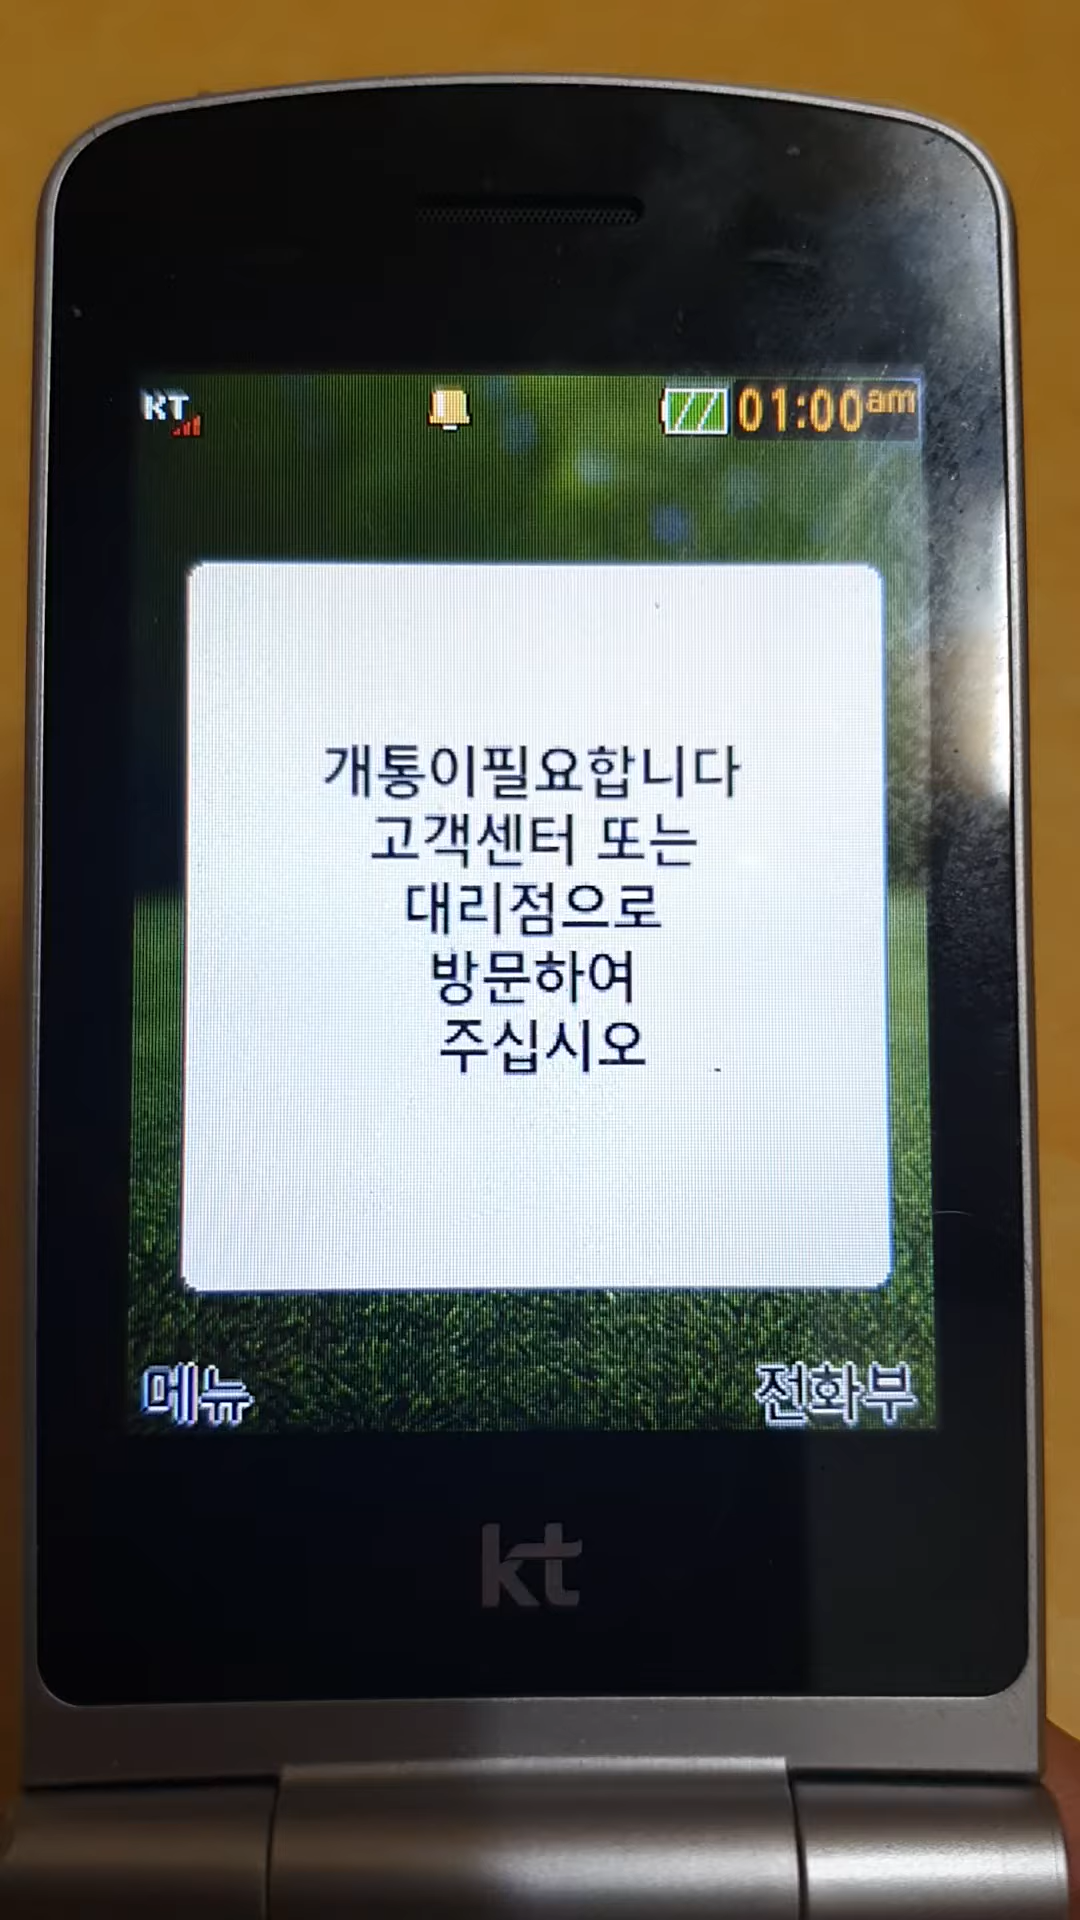 KT 01:00am
개통이필요합니다
고객센터 또는
대리점으로
방문하여
주십시오
메뉴 전화부
kt